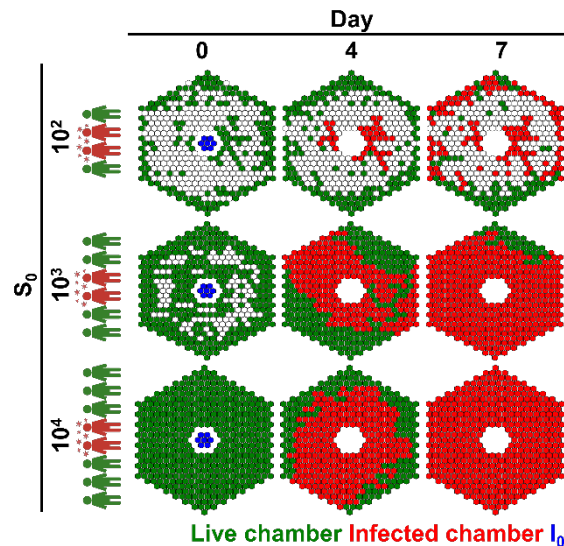 Day
0 4 7
S₀
10²
10³
10⁴
Live chamber Infected chamber I₀